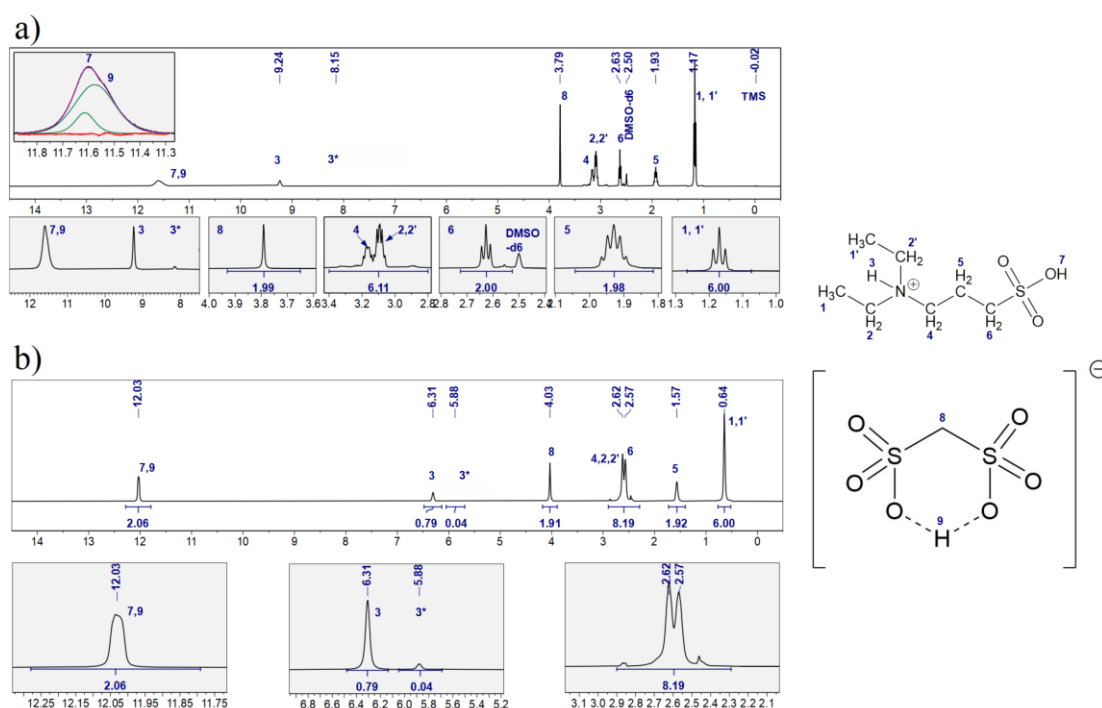 a)
7
9
11.8 11.7 11.6 11.5 11.4 11.3
9.24 8.15 3.79 2.63 2.50 1.93 1.17 -0.02
3 3* 8 4 2,2' 6 DMSO-d6 5 1, 1' TMS
7,9
14 13 12 11 10 9 8 7 6 5 4 3 2 1 0
7,9 3 3*
12 11 10 9 8
8
1.99
4.0 3.9 3.8 3.7 3.6
4 2,2'
6.11
3.4 3.3 3.2 3.1 3.0 2.9 2.8
6 DMSO
-d6
2.00
2.8 2.7 2.6 2.5 2.4
5
1.98
2.1 2.0 1.9 1.8
1, 1'
6.00
1.3 1.2 1.1 1.0
H3C 1'
CH2 2'
H 3
N +
H3C 1
CH2 2
CH2 4
CH2 5
CH2 6
S
O
O
OH 7
b)
12.03 6.31 5.88 4.03 2.62 2.57 1.57 0.64
7,9 3 3* 8 4,2,2' 6 5 1,1'
2.06 0.79 0.04 1.91 8.19 1.92 6.00
14 13 12 11 10 9 8 7 6 5 4 3 2 1 0
12.03
7,9
2.06
12.25 12.15 12.05 11.95 11.85 11.75
6.31 5.88
3 3*
0.79 0.04
6.8 6.6 6.4 6.2 6.0 5.8 5.6 5.4 5.2
2.62 2.57
8.19
3.1 3.0 2.9 2.8 2.7 2.6 2.5 2.4 2.3 2.2 2.1
8
O S S O
O O
O 9 O
H
−